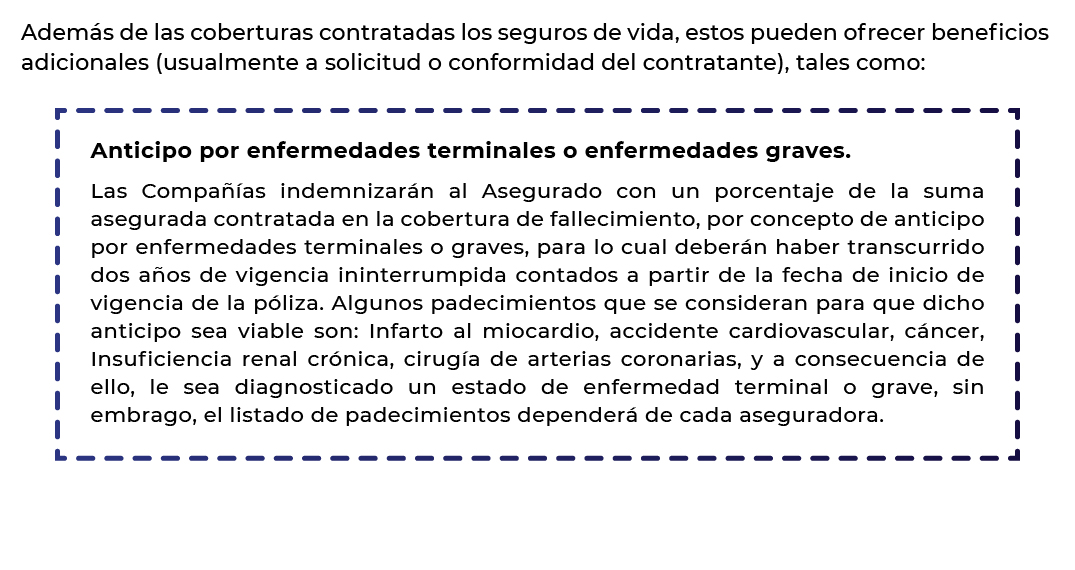 Además de las coberturas contratadas los seguros de vida, estos pueden ofrecer beneficios
adicionales (usualmente a solicitud o conformidad del contratante), tales como:
Anticipo por enfermedades terminales o enfermedades graves.
Las Compañías indemnizarán al Asegurado con un porcentaje de la suma
asegurada contratada en la cobertura de fallecimiento, por concepto de anticipo
por enfermedades terminales o graves, para lo cual deberán haber transcurrido
dos años de vigencia ininterrumpida contados a partir de la fecha de inicio de
vigencia de la póliza. Algunos padecimientos que se consideran para que dicho
anticipo sea viable son: Infarto al miocardio, accidente cardiovascular, cáncer,
Insuficiencia renal crónica, cirugía de arterias coronarias, y a consecuencia de
ello, le sea diagnosticado un estado de enfermedad terminal o grave, sin
embrago, el listado de padecimientos dependerá de cada aseguradora.